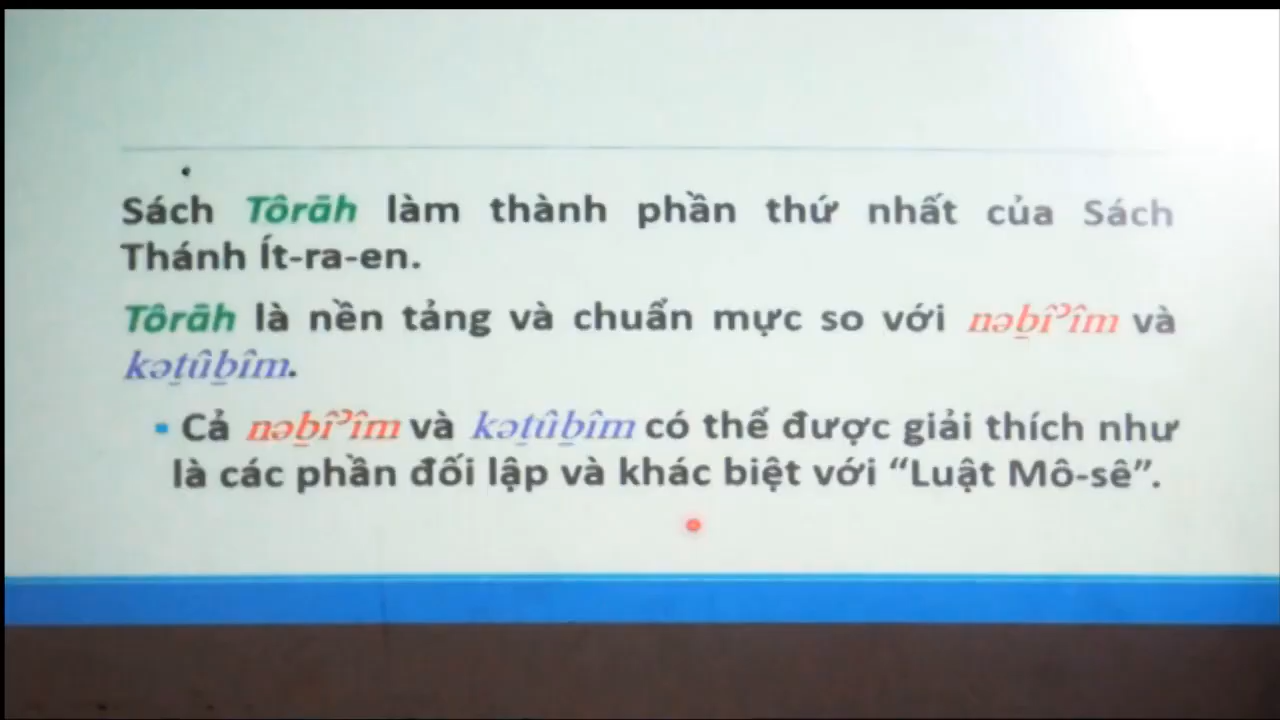 Sách Tôrāh làm thành phần thứ nhất của Sách
Thánh Ít-ra-en.
Tôrāh là nền tảng và chuẩn mực so với nəḇîʾîm và
kəṯûḇîm.
▪ Cả nəḇîʾîm và kəṯûḇîm có thể được giải thích như
là các phần đối lập và khác biệt với “Luật Mô-sê”.